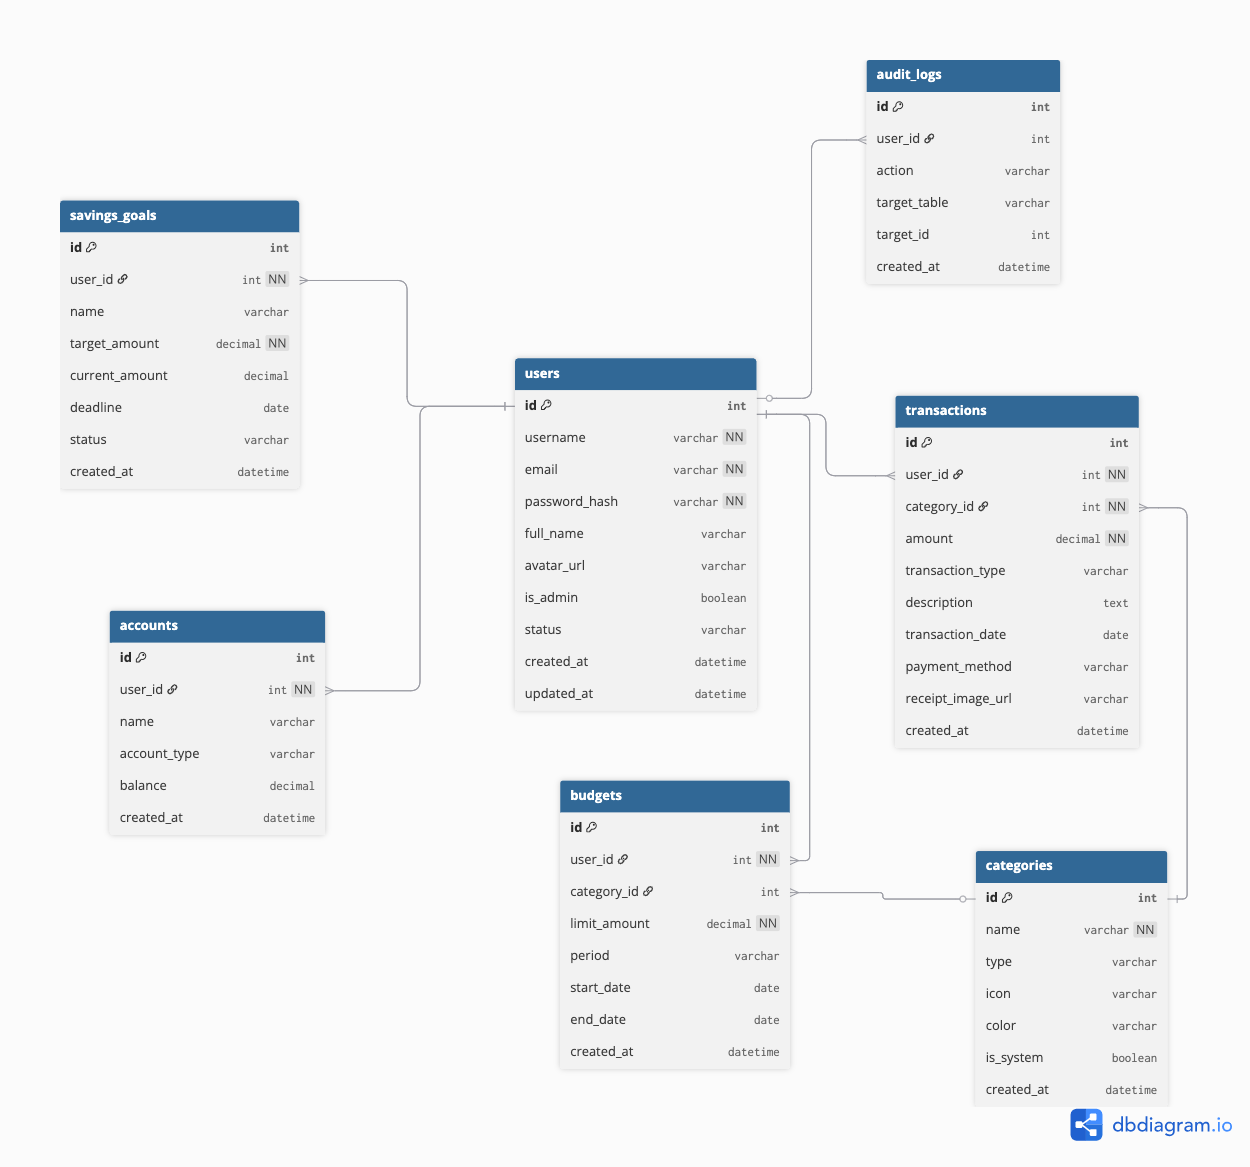 audit_logs
id int
user_id int
action varchar
target_table varchar
target_id int
created_at datetime
savings_goals
id int
user_id int NN
name varchar
target_amount decimal NN
current_amount decimal
deadline date
status varchar
created_at datetime
users
id int
username varchar NN
email varchar NN
password_hash varchar NN
full_name varchar
avatar_url varchar
is_admin boolean
status varchar
created_at datetime
updated_at datetime
transactions
id int
user_id int NN
category_id int NN
amount decimal NN
transaction_type varchar
description text
transaction_date date
payment_method varchar
receipt_image_url varchar
created_at datetime
accounts
id int
user_id int NN
name varchar
account_type varchar
balance decimal
created_at datetime
budgets
id int
user_id int NN
category_id int
limit_amount decimal NN
period varchar
start_date date
end_date date
created_at datetime
categories
id int
name varchar NN
type varchar
icon varchar
color varchar
is_system boolean
created_at datetime
dbdiagram.io